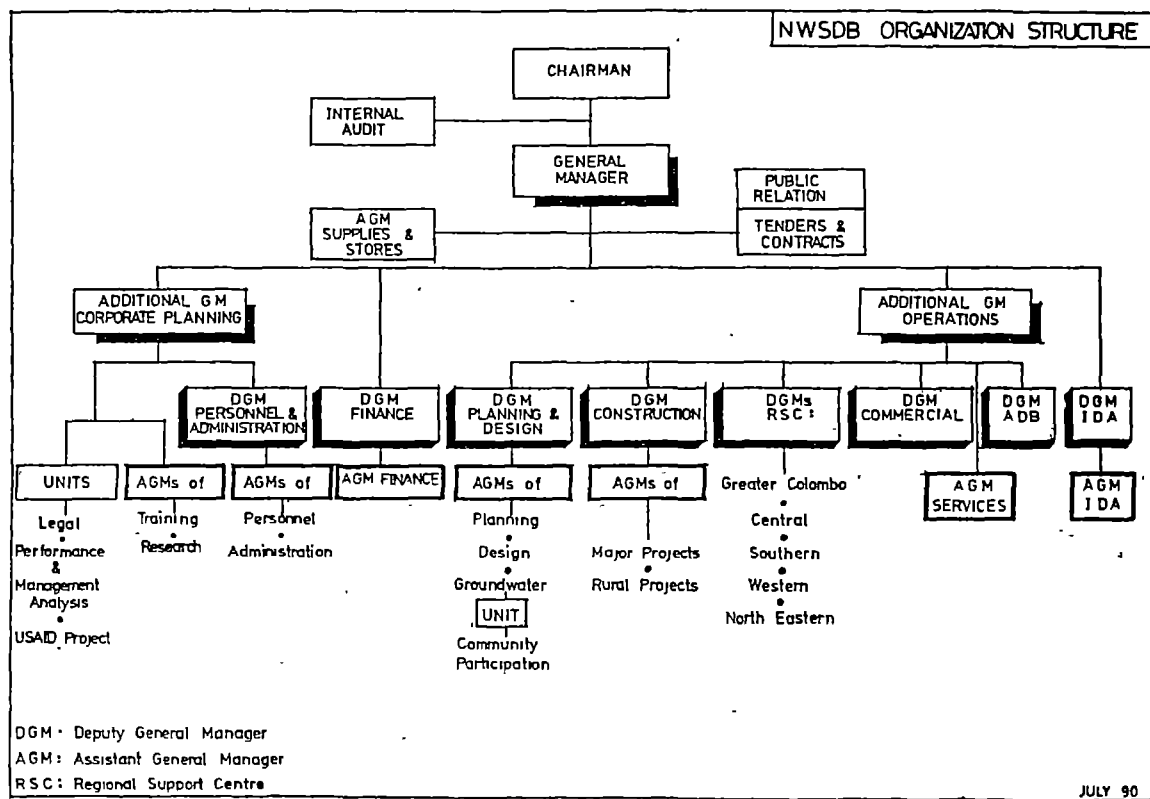 NWSDB ORGANIZATION STRUCTURE
CHAIRMAN
INTERNAL
AUDIT
GENERAL
MANAGER
PUBLIC
RELATION
AGM
SUPPLIES &
STORES
TENDERS &
CONTRACTS
ADDITIONAL GM
CORPORATE PLANNING
ADDITIONAL GM
OPERATIONS
DGM
PERSONNEL &
ADMINISTRATION
DGM
FINANCE
DGM
PLANNING &
DESIGN
DGM
CONSTRUCTION
DGMs
RSC:
DGM
COMMERCIAL
DGM
ADB
DGM
IDA
UNITS
Legal
Performance
&
Management
Analysis
USAID Project
AGMs of
Training
Research
AGMs of
Personnel
Administration
AGM FINANCE
AGMs of
Planning
Design
Groundwater
UNIT
Community
Participation
AGMs of
Major Projects
Rural Projects
Greater Colombo
Central
Southern
Western
North Eastern
AGM
SERVICES
AGM
IDA
DGM· Deputy General Manager
AGM: Assistant General Manager
RSC: Regional Support Centre
JULY 90